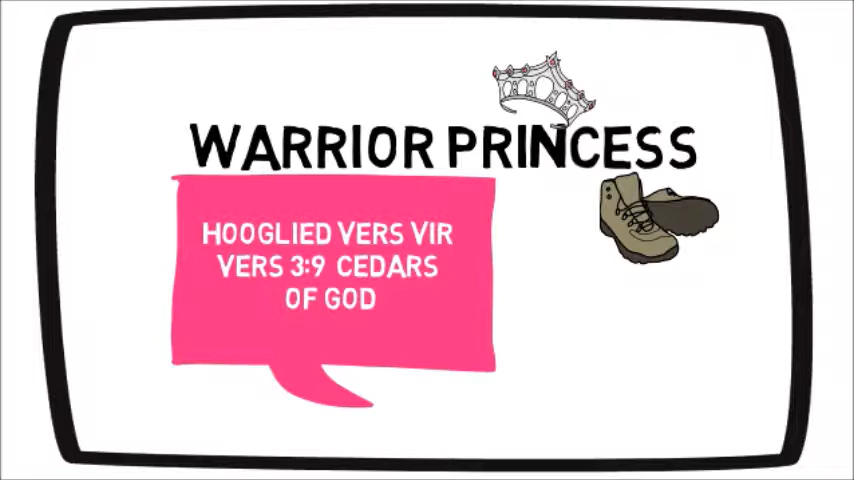 WARRIOR PRINCESS
HOOGLIED VERS VIR
VERS 3:9 CEDARS
OF GOD